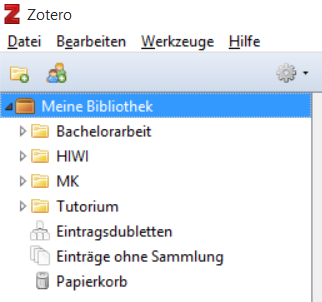 Zotero
Datei Bearbeiten Werkzeuge Hilfe
Meine Bibliothek
Bachelorarbeit
HIWI
MK
Tutorium
Eintragsdubletten
Einträge ohne Sammlung
Papierkorb